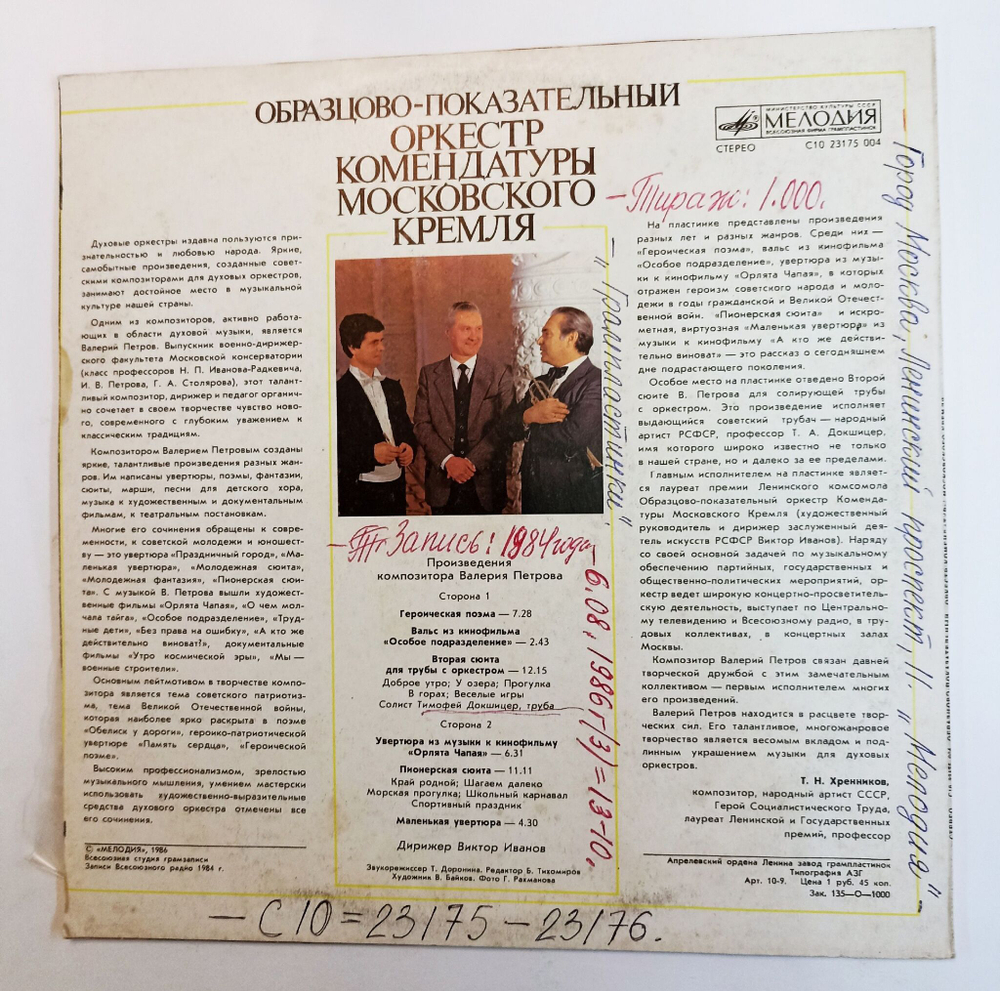 ОБРАЗЦОВО-ПОКАЗАТЕЛЬНЫЙ
ОРКЕСТР
КОМЕНДАТУРЫ
МОСКОВСКОГО
КРЕМЛЯ
МИНИСТЕРСТВО КУЛЬТУРЫ СССР
МЕЛОДИЯ
ВСЕСОЮЗНАЯ ФИРМА ГРАМПЛАСТИНОК
СТЕРЕО С10 23175 004
— Тираж: 1.000.
Духовые оркестры издавна пользуются при-
знательностью и любовью народа. Яркие,
самобытные произведения, созданные совет-
скими композиторами для духовых оркестров,
занимают достойное место в музыкальной
культуре нашей страны.
Одним из композиторов, активно работа-
ющих в области духовой музыки, является
Валерий Петров. Выпускник военно-дирижер-
ского факультета Московской консерватории
(класс профессоров Н. П. Иванова-Радкевича,
И. В. Петрова, Г. А. Столярова), этот талант-
ливый композитор, дирижер и педагог органич-
но сочетает в своем творчестве чувство ново-
го, современного с глубоким уважением к
классическим традициям.
Композитором Валерием Петровым созданы
яркие, талантливые произведения разных жан-
ров. Им написаны увертюры, поэмы, фантазии,
сюиты, марши, песни для детского хора,
музыка к художественным и документальным
фильмам, к театральным постановкам.
Многие его сочинения обращены к совре-
менности, к советской молодежи и юношест-
ву — это увертюра «Праздничный город», «Ма-
ленькая увертюра», «Молодежная сюита»,
«Молодежная фантазия», «Пионерская сюи-
та». С музыкой В. Петрова вышли художест-
венные фильмы «Орлята Чапая», «О чем мол-
чала тайга», «Особое подразделение», «Труд-
ные дети», «Без права на ошибку», «А кто же
действительно виноват?», документальные
фильмы «Утро космической эры», «Мы —
военные строители».
Основным лейтмотивом в творчестве компо-
зитора является тема советского патриотиз-
ма, тема Великой Отечественной войны,
которая наиболее ярко раскрыта в поэме
«Обелиск у дороги», героико-патриотической
увертюре «Память сердца», «Героической
поэме».
Высоким профессионализмом, зрелостью
музыкального мышления, умением мастерски
использовать художественно-выразительные
средства духового оркестра отмечены все
его сочинения.
© «МЕЛОДИЯ», 1986
Всесоюзная студия грамзаписи
Записи Всесоюзного радио 1984 г.
— „Грампластинки".
Запись: 1984 года,
— 6.08, 1986г(3)=13-10.
Произведения
композитора Валерия Петрова
Сторона 1
Героическая поэма — 7.28
Вальс из кинофильма
«Особое подразделение» — 2.43
Вторая сюита
для трубы с оркестром — 12.15
Доброе утро; У озера; Прогулка
В горах; Веселые игры
Солист Тимофей Докшицер, труба
Сторона 2
Увертюра из музыки к кинофильму
«Орлята Чапая» — 6.31
Пионерская сюита — 11.11
Край родной; Шагаем далеко
Морская прогулка; Школьный карнавал
Спортивный праздник
Маленькая увертюра — 4.30
Дирижер Виктор Иванов
Звукорежиссер Т. Доронина. Редактор Б. Тихомиров
Художник В. Байков. Фото Г. Рахманова
На пластинке представлены произведения
разных лет и разных жанров. Среди них —
«Героическая поэма», вальс из кинофильма
«Особое подразделение», увертюра из музы-
ки к кинофильму «Орлята Чапая», в которых
отражен героизм советского народа и моло-
дежи в годы гражданской и Великой Отечест-
венной войн. «Пионерская сюита» и искро-
метная, виртуозная «Маленькая увертюра» из
музыки к кинофильму «А кто же действи-
тельно виноват» — это рассказ о сегодняшнем
дне подрастающего поколения.
Особое место на пластинке отведено Второй
сюите В. Петрова для солирующей трубы
с оркестром. Это произведение исполняет
выдающийся советский трубач — народный
артист РСФСР, профессор Т. А. Докшицер,
имя которого широко известно не только
в нашей стране, но и далеко за ее пределами.
Главным исполнителем на пластинке являет-
ся лауреат премии Ленинского комсомола
Образцово-показательный оркестр Коменда-
туры Московского Кремля (художественный
руководитель и дирижер заслуженный дея-
тель искусств РСФСР Виктор Иванов). Наряду
со своей основной задачей по музыкальному
обеспечению партийных, государственных и
общественно-политических мероприятий, ор-
кестр ведет широкую концертно-просветитель-
скую деятельность, выступает по Центрально-
му телевидению и Всесоюзному радио, в тру-
довых коллективах, в концертных залах
Москвы.
Композитор Валерий Петров связан давней
творческой дружбой с этим замечательным
коллективом — первым исполнителем многих
его произведений.
Валерий Петров находится в расцвете твор-
ческих сил. Его талантливое, многожанровое
творчество является весомым вкладом и под-
линным украшением музыки для духовых
оркестров.
Т. Н. Хренников,
композитор, народный артист СССР,
Герой Социалистического Труда,
лауреат Ленинской и Государственных
премий, профессор
Апрелевский ордена Ленина завод грампластинок
Типография АЗГ
Арт. 10-9. Цена 1 руб. 45 коп.
Зак. 135—О—1000
Город Москва, Ленинский проспект, 11 „Мелодия"
— С10=23175-23176.